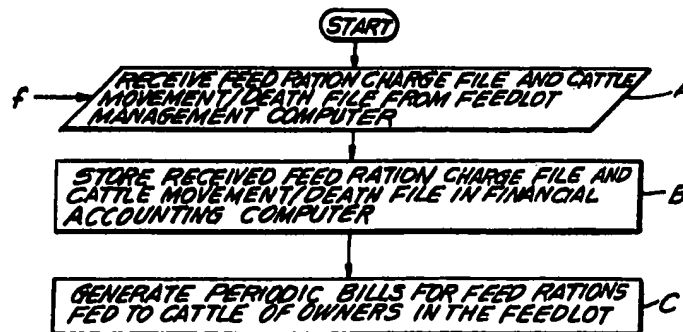 START
f
RECEIVE FEED RATION CHARGE FILE AND CATTLE
MOVEMENT/DEATH FILE FROM FEEDLOT
MANAGEMENT COMPUTER
A
STORE RECEIVED FEED RATION CHARGE FILE AND
CATTLE MOVEMENT/DEATH FILE IN FINANCIAL
ACCOUNTING COMPUTER
B
GENERATE PERIODIC BILLS FOR FEED RATIONS
FED TO CATTLE OF OWNERS IN THE FEEDLOT
C